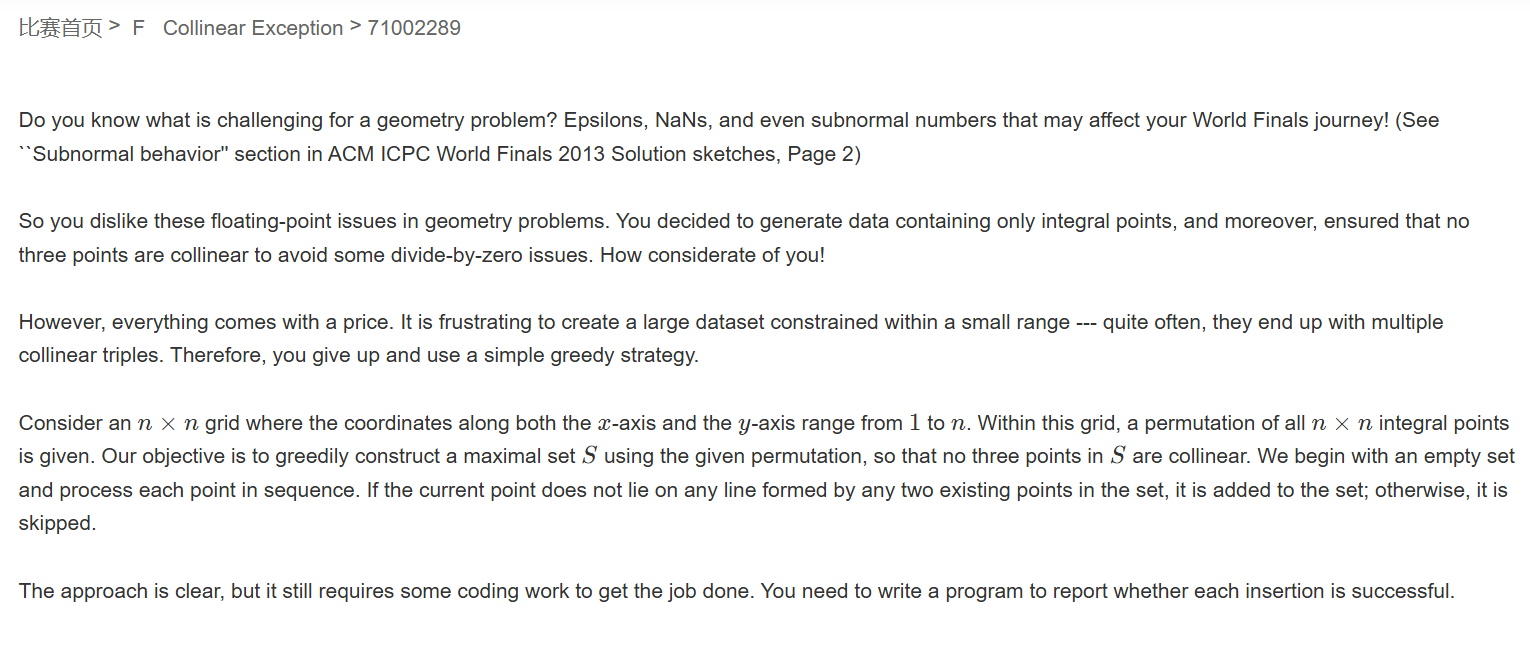 比赛首页 > F Collinear Exception > 71002289
Do you know what is challenging for a geometry problem? Epsilons, NaNs, and even subnormal numbers that may affect your World Finals journey! (See
``Subnormal behavior'' section in ACM ICPC World Finals 2013 Solution sketches, Page 2)
So you dislike these floating-point issues in geometry problems. You decided to generate data containing only integral points, and moreover, ensured that no
three points are collinear to avoid some divide-by-zero issues. How considerate of you!
However, everything comes with a price. It is frustrating to create a large dataset constrained within a small range --- quite often, they end up with multiple
collinear triples. Therefore, you give up and use a simple greedy strategy.
Consider an n × n grid where the coordinates along both the x-axis and the y-axis range from 1 to n. Within this grid, a permutation of all n × n integral points
is given. Our objective is to greedily construct a maximal set S using the given permutation, so that no three points in S are collinear. We begin with an empty set
and process each point in sequence. If the current point does not lie on any line formed by any two existing points in the set, it is added to the set; otherwise, it is
skipped.
The approach is clear, but it still requires some coding work to get the job done. You need to write a program to report whether each insertion is successful.